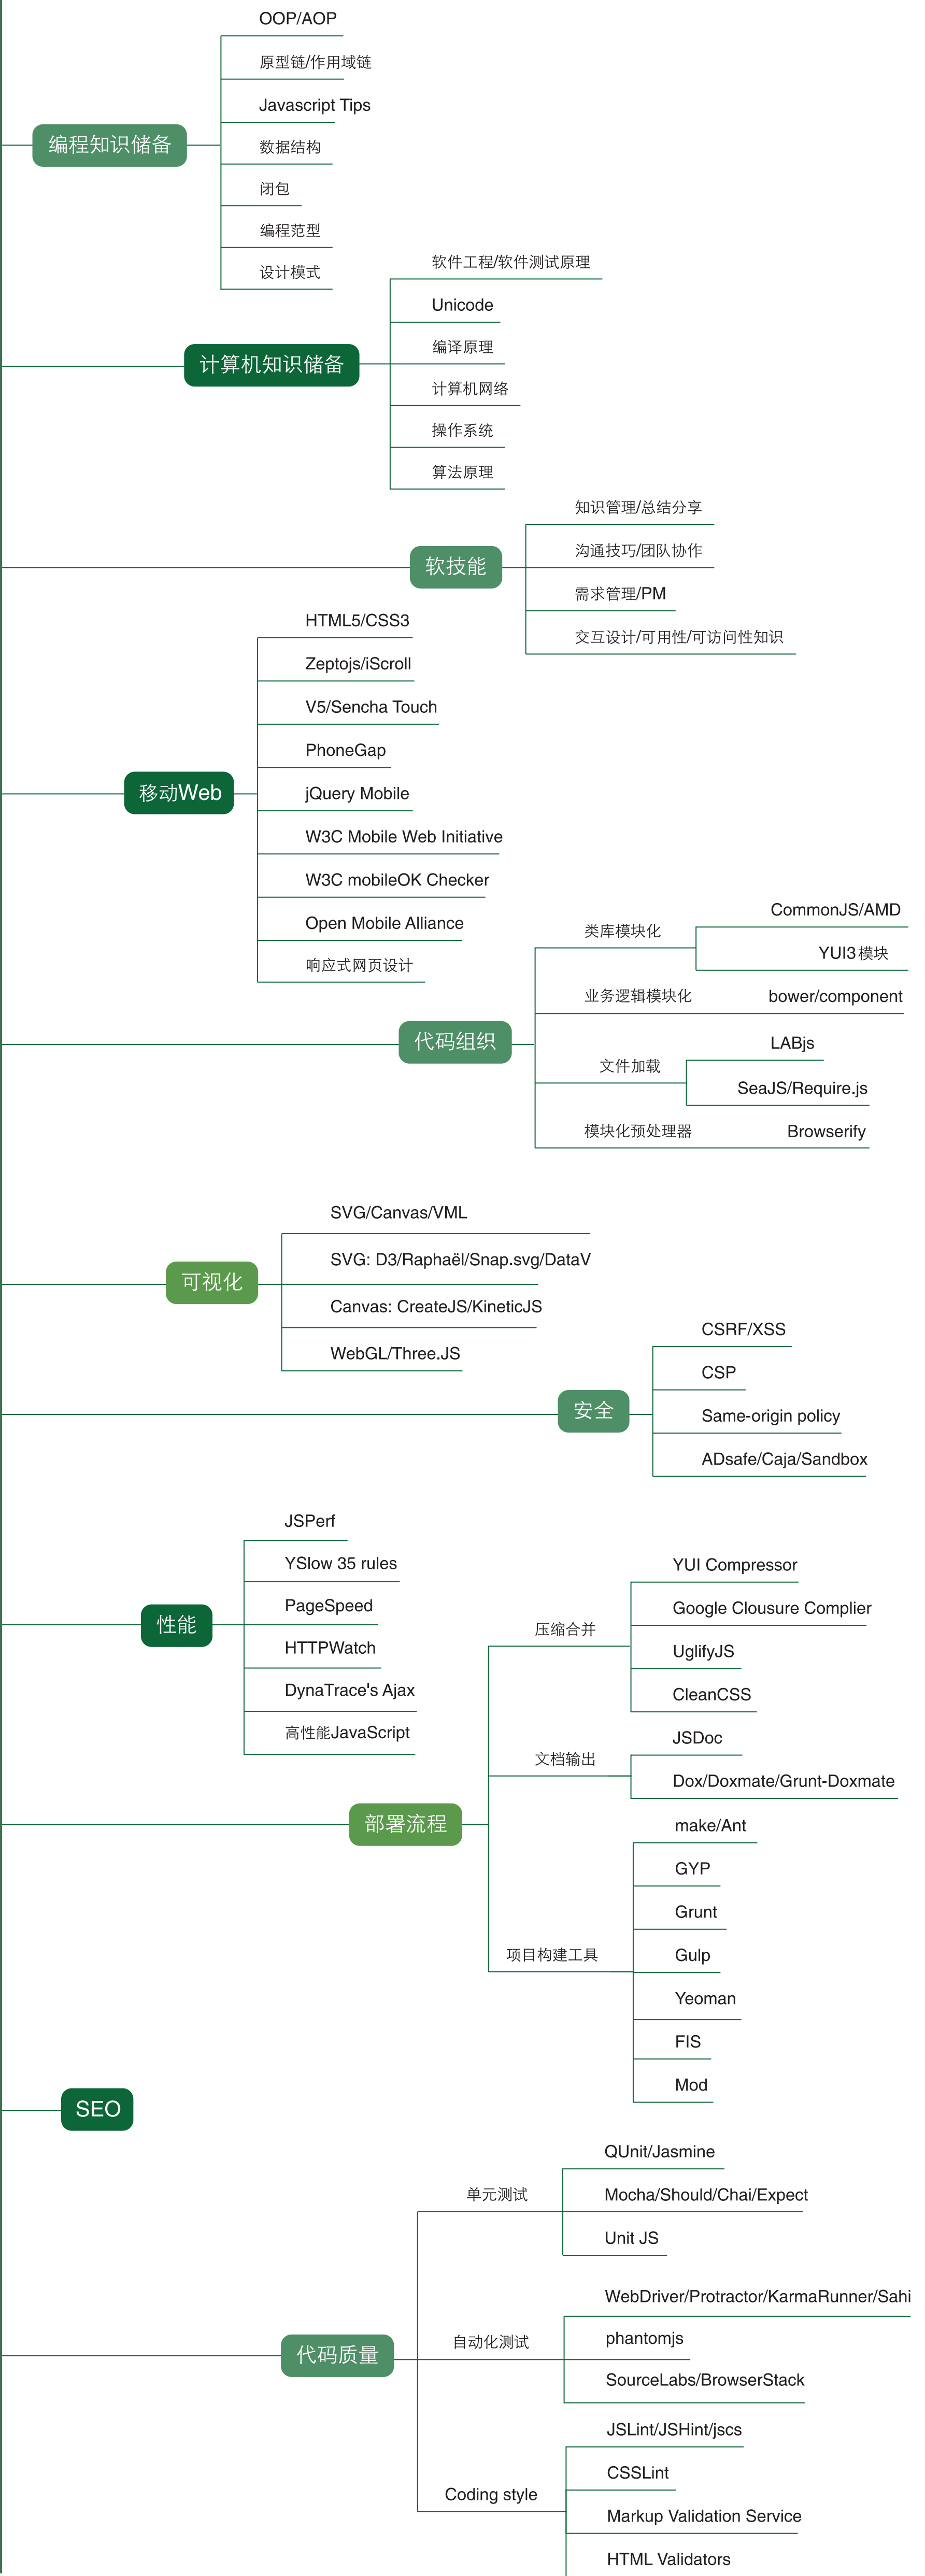 编程知识储备
OOP/AOP
原型链/作用域链
Javascript Tips
数据结构
闭包
编程范型
设计模式
计算机知识储备
软件工程/软件测试原理
Unicode
编译原理
计算机网络
操作系统
算法原理
软技能
知识管理/总结分享
沟通技巧/团队协作
需求管理/PM
交互设计/可用性/可访问性知识
移动Web
HTML5/CSS3
Zeptojs/iScroll
V5/Sencha Touch
PhoneGap
jQuery Mobile
W3C Mobile Web Initiative
W3C mobileOK Checker
Open Mobile Alliance
响应式网页设计
代码组织
类库模块化
CommonJS/AMD
YUI3模块
业务逻辑模块化
bower/component
文件加载
LABjs
SeaJS/Require.js
模块化预处理器
Browserify
可视化
SVG/Canvas/VML
SVG: D3/Raphaël/Snap.svg/DataV
Canvas: CreateJS/KineticJS
WebGL/Three.JS
安全
CSRF/XSS
CSP
Same-origin policy
ADsafe/Caja/Sandbox
性能
JSPerf
YSlow 35 rules
PageSpeed
HTTPWatch
DynaTrace's Ajax
高性能JavaScript
部署流程
压缩合并
YUI Compressor
Google Clousure Complier
UglifyJS
CleanCSS
文档输出
JSDoc
Dox/Doxmate/Grunt-Doxmate
项目构建工具
make/Ant
GYP
Grunt
Gulp
Yeoman
FIS
Mod
SEO
代码质量
单元测试
QUnit/Jasmine
Mocha/Should/Chai/Expect
Unit JS
自动化测试
WebDriver/Protractor/KarmaRunner/Sahi
phantomjs
SourceLabs/BrowserStack
Coding style
JSLint/JSHint/jscs
CSSLint
Markup Validation Service
HTML Validators